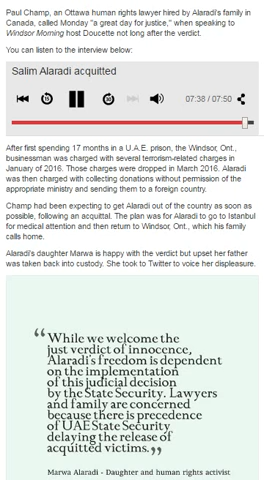 Paul Champ, an Ottawa human rights lawyer hired by Alaradi's family in
Canada, called Monday "a great day for justice," when speaking to
Windsor Morning host Doucette not long after the verdict.
You can listen to the interview below:
Salim Alaradi acquitted
15
30
07:38 / 07:50
After first spending 17 months in a U.A.E. prison, the Windsor, Ont.,
businessman was charged with several terrorism-related charges in
January of 2016. Those charges were dropped in March 2016. Alaradi
was then charged with collecting donations without permission of the
appropriate ministry and sending them to a foreign country.
Champ had been expecting to get Alaradi out of the country as soon as
possible, following an acquittal. The plan was for Alaradi to go to Istanbul
for medical attention and then return to Windsor, Ont., which his family
calls home.
Alaradi's daughter Marwa is happy with the verdict but upset her father
was taken back into custody. She took to Twitter to voice her displeasure.
“While we welcome the
just verdict of innocence,
Alaradi's freedom is dependent
on the implementation
of this judicial decision
by the State Security. Lawyers
and family are concerned
because there is precedence
of UAE State Security
delaying the release of
acquitted victims.”
Marwa Alaradi - Daughter and human rights activist